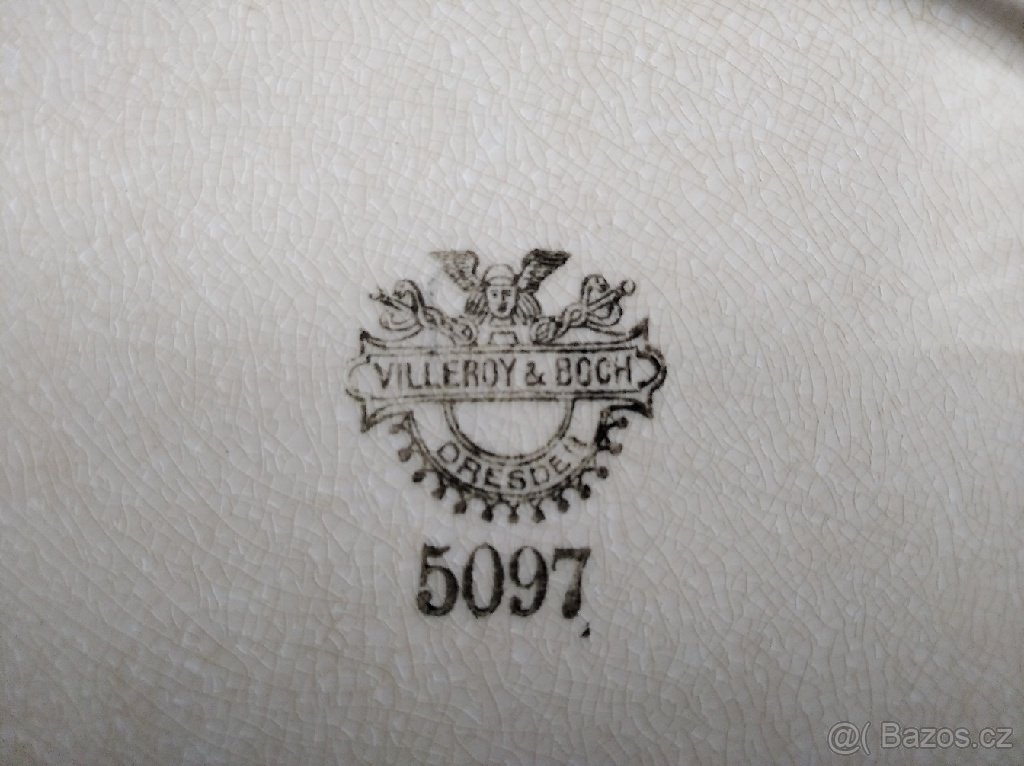 VILLEROY & BOCH
DRESDEN
5097
@( Bazos.cz